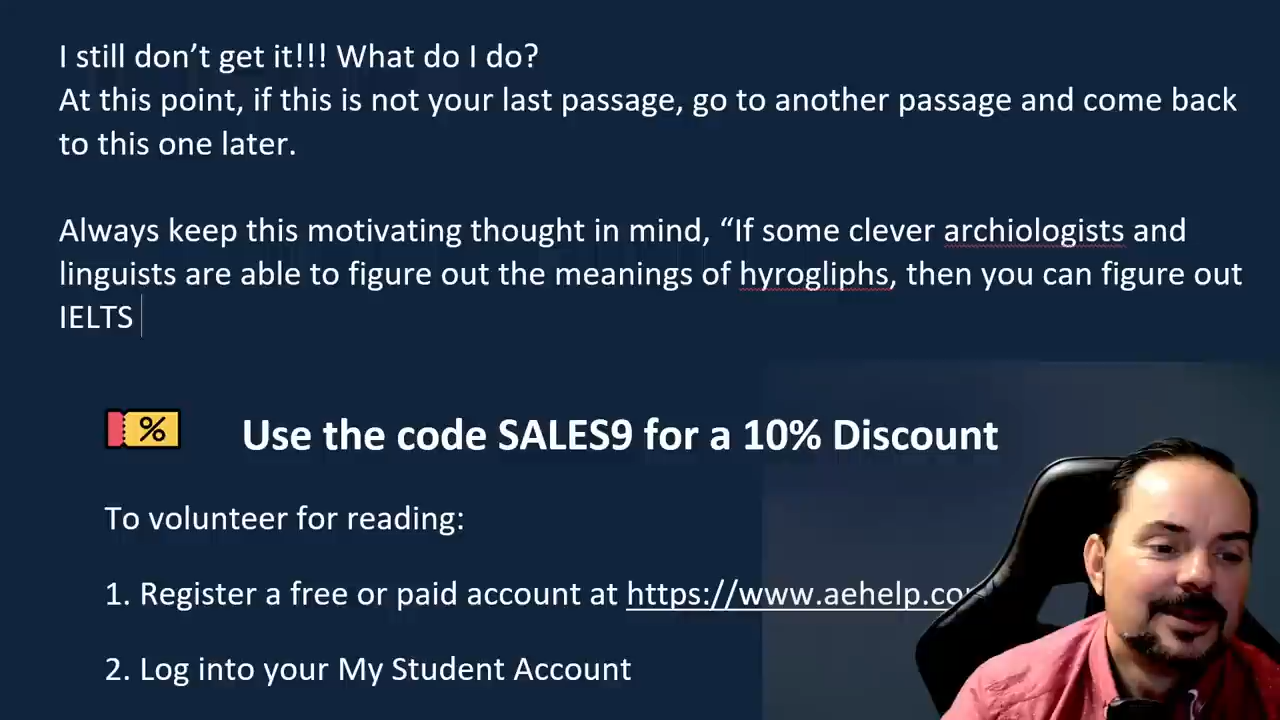 I still don’t get it!!! What do I do?
At this point, if this is not your last passage, go to another passage and come back
to this one later.
Always keep this motivating thought in mind, “If some clever archiologists and
linguists are able to figure out the meanings of hyrogliphs, then you can figure out
IELTS
%
Use the code SALES9 for a 10% Discount
To volunteer for reading:
1. Register a free or paid account at https://www.aehelp.co
2. Log into your My Student Account